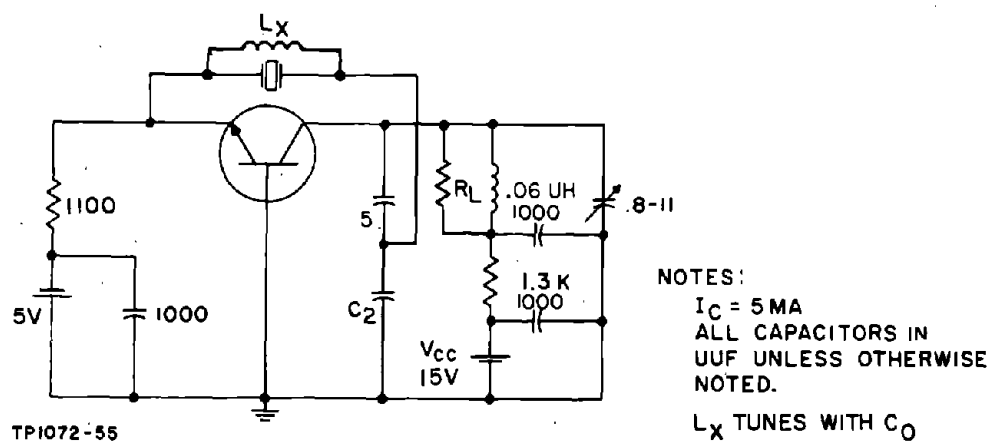 LX
1100
5V
1000
5
C2
RL
.06 UH
1000
.8-11
1.3 K
1000
VCC
15V
NOTES:
IC = 5 MA
ALL CAPACITORS IN
UUF UNLESS OTHERWISE
NOTED.
LX TUNES WITH CO
TP1072-55